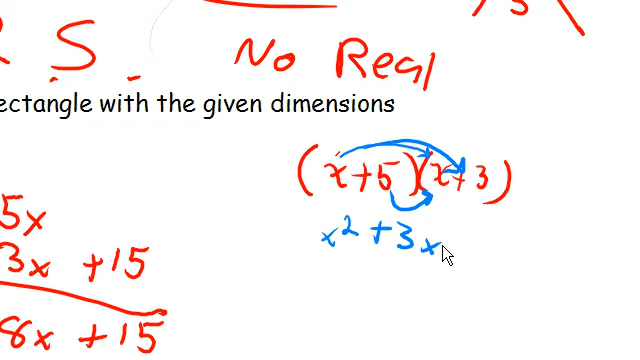 R. S.
No Real
ectangle with the given dimensions
(x+5)(x+3)
x² + 3x
5x
3x +15
8x +15